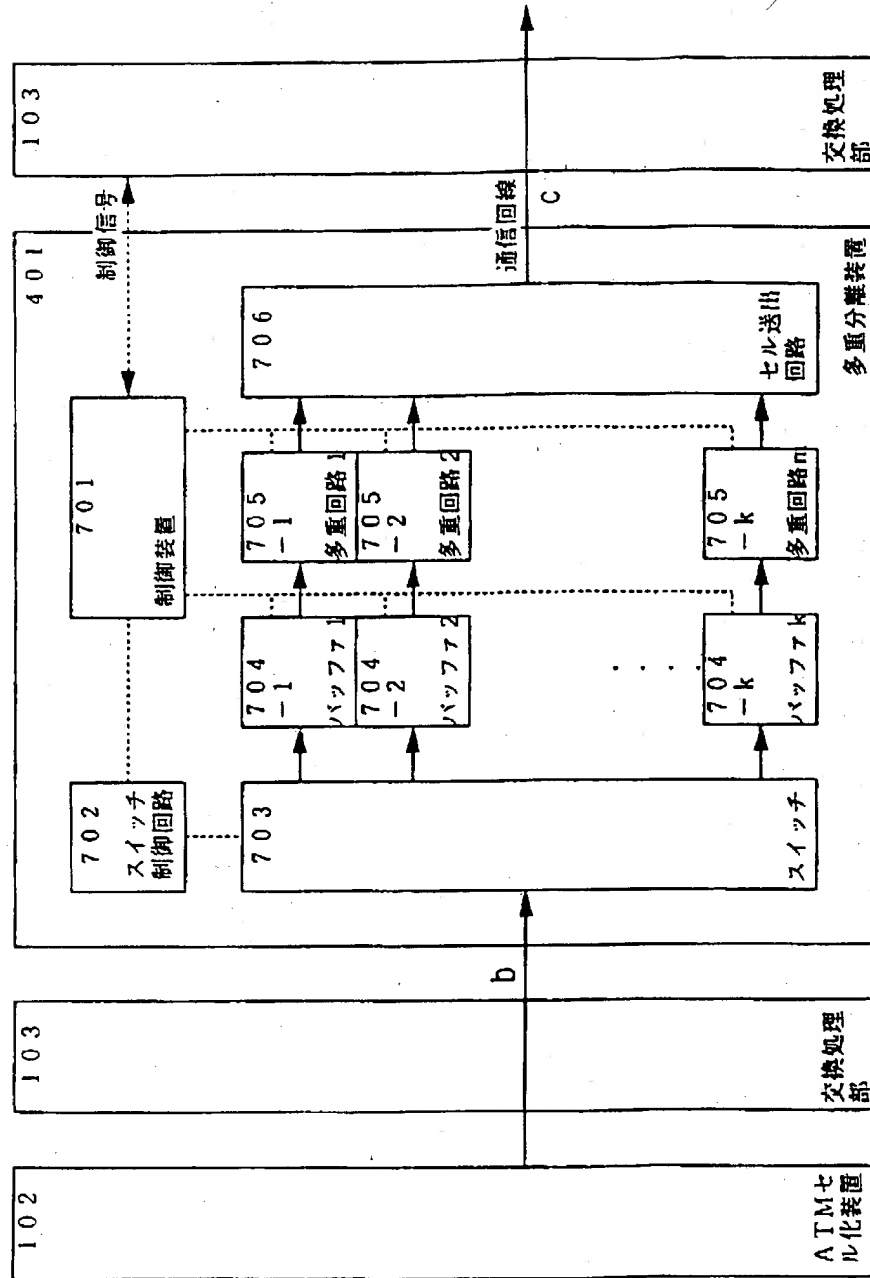 102
ATMセ
ル化装置
103
交換処理
部
b
401
多重分離装置
702
スイッチ
制御回路
703
スイッチ
701
制御装置
704
-1
バッファ1
704
-2
バッファ2
・・・・・
704
-k
バッファk
705
-1
多重回路1
705
-2
多重回路2
705
-k
多重回路m
706
セル送出
回路
制御信号
通信回線
c
103
交換処理
部